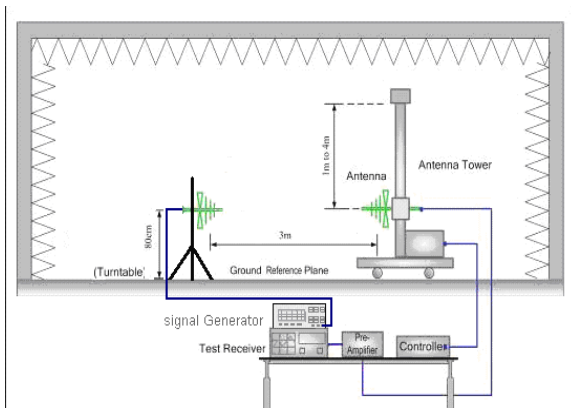 1m to 4m
Antenna
Antenna Tower
80cm
3m
(Turntable)
Ground Reference Plane
signal Generator
Test Receiver
Pre-
Amplifier
Controller